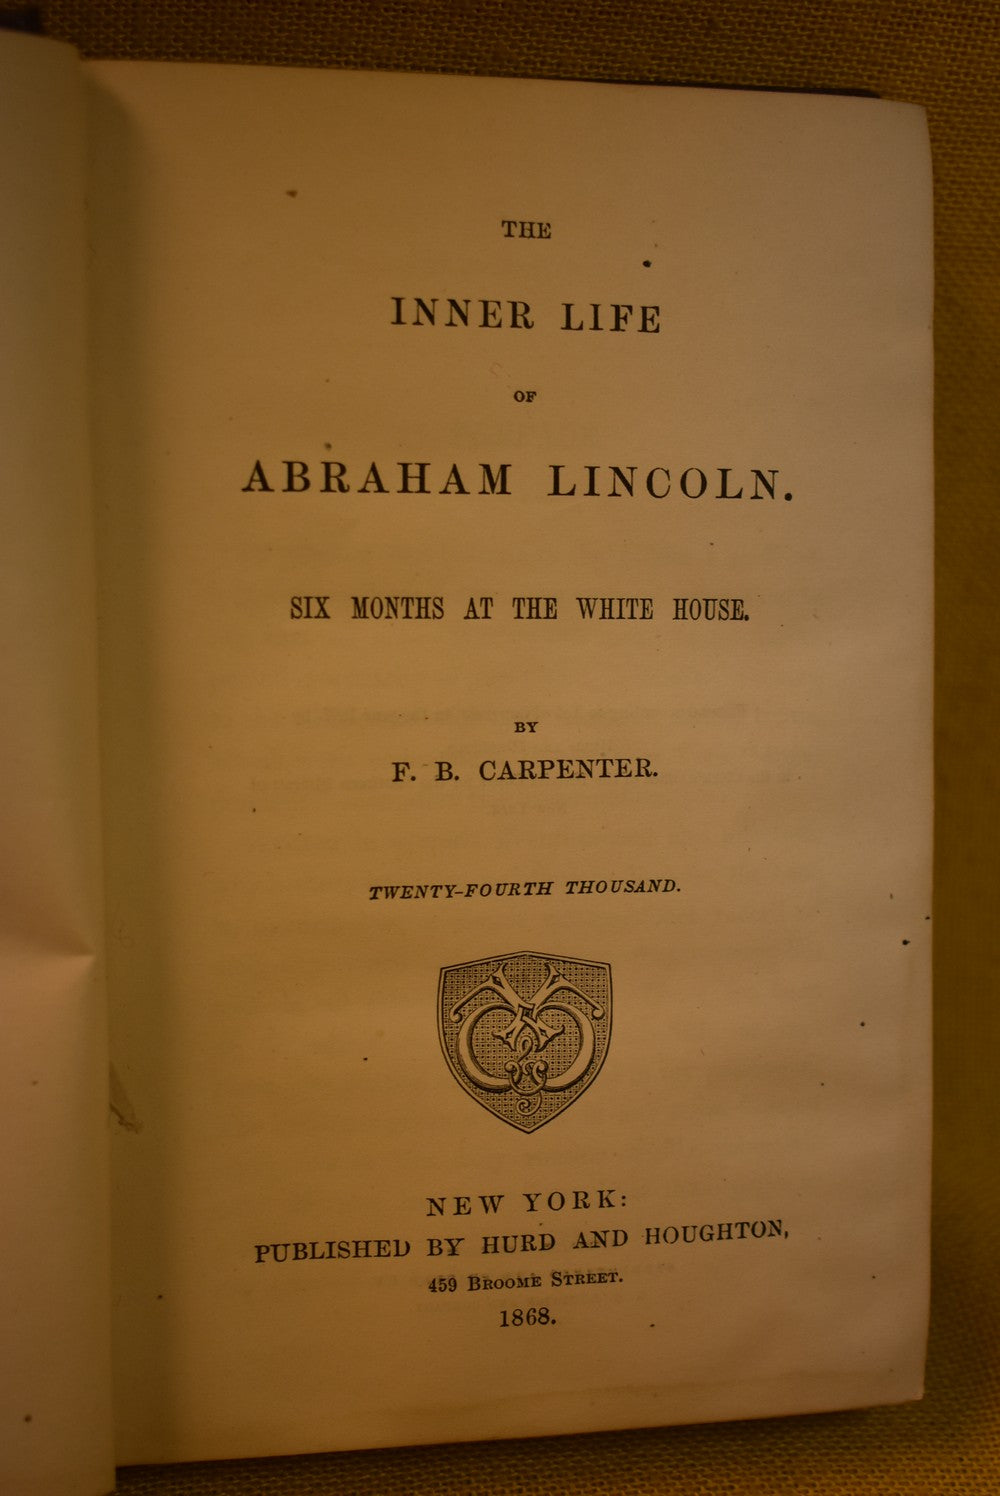 THE
INNER LIFE
OF
ABRAHAM LINCOLN.
SIX MONTHS AT THE WHITE HOUSE.
BY
F. B. CARPENTER.
TWENTY-FOURTH THOUSAND.
NEW YORK:
PUBLISHED BY HURD AND HOUGHTON,
459 BROOME STREET.
1868.